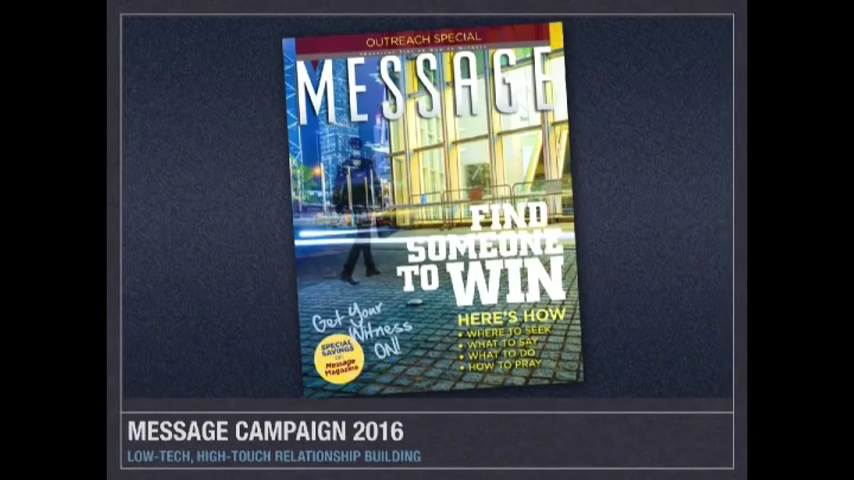 OUTREACH SPECIAL
MESSAGE
FIND
SOMEONE
TO WIN
HERE'S HOW
• WHERE TO SEEK
• WHAT TO SAY
• WHAT TO DO
• HOW TO PRAY
Get Your
Witness
ON!
SPECIAL
SAVINGS
ON
Message
Magazine
MESSAGE CAMPAIGN 2016
LOW-TECH, HIGH-TOUCH RELATIONSHIP BUILDING